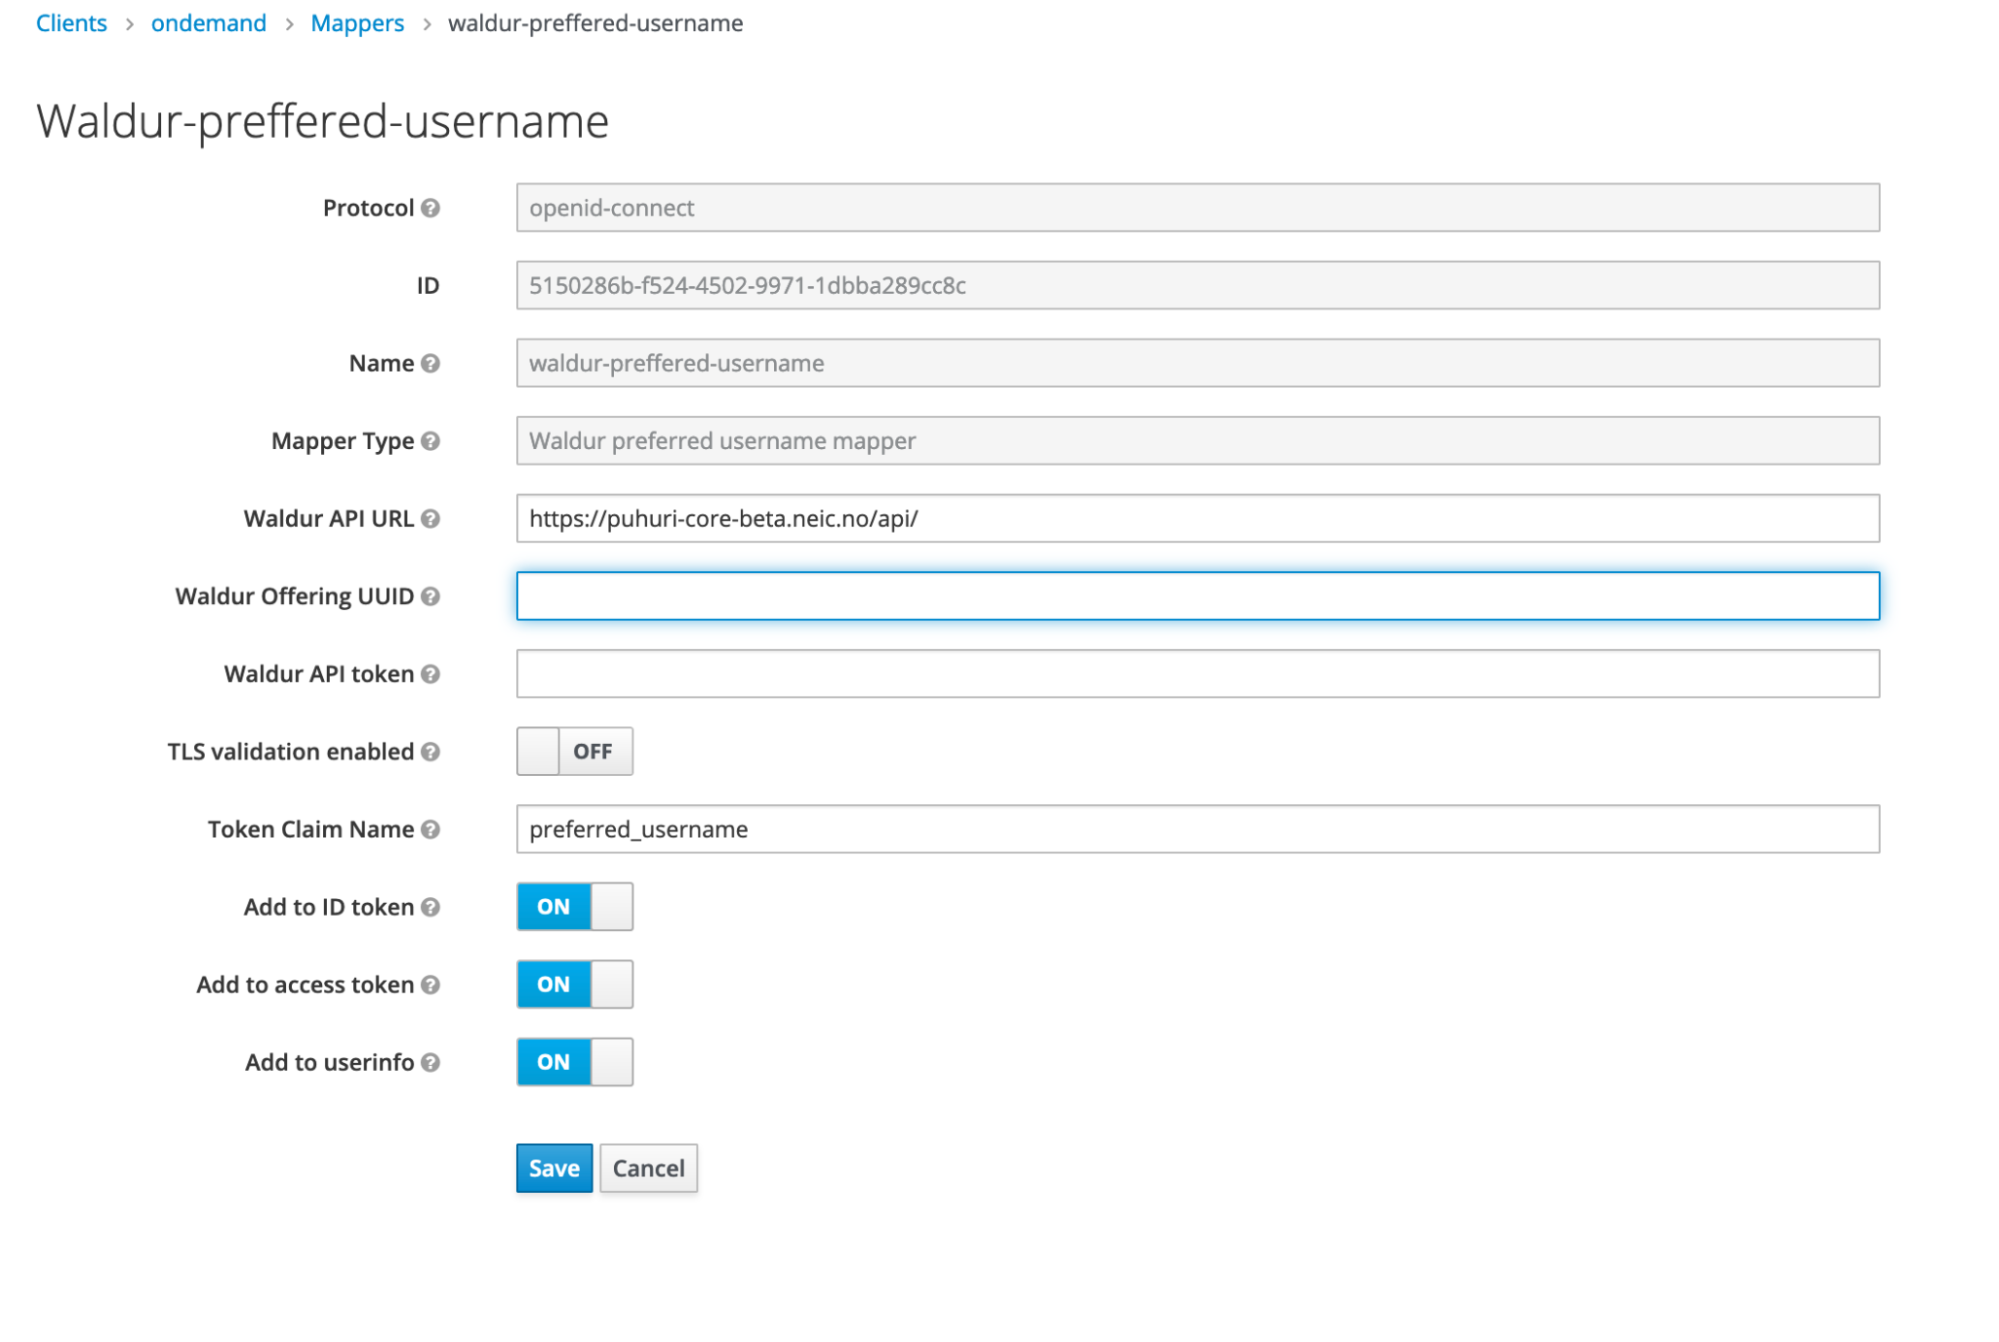 Clients > ondemand > Mappers > waldur-preffered-username
Waldur-preffered-username
Protocol openid-connect
ID 5150286b-f524-4502-9971-1dbba289cc8c
Name waldur-preffered-username
Mapper Type Waldur preferred username mapper
Waldur API URL https://puhuri-core-beta.neic.no/api/
Waldur Offering UUID
Waldur API token
TLS validation enabled OFF
Token Claim Name preferred_username
Add to ID token ON
Add to access token ON
Add to userinfo ON
Save Cancel